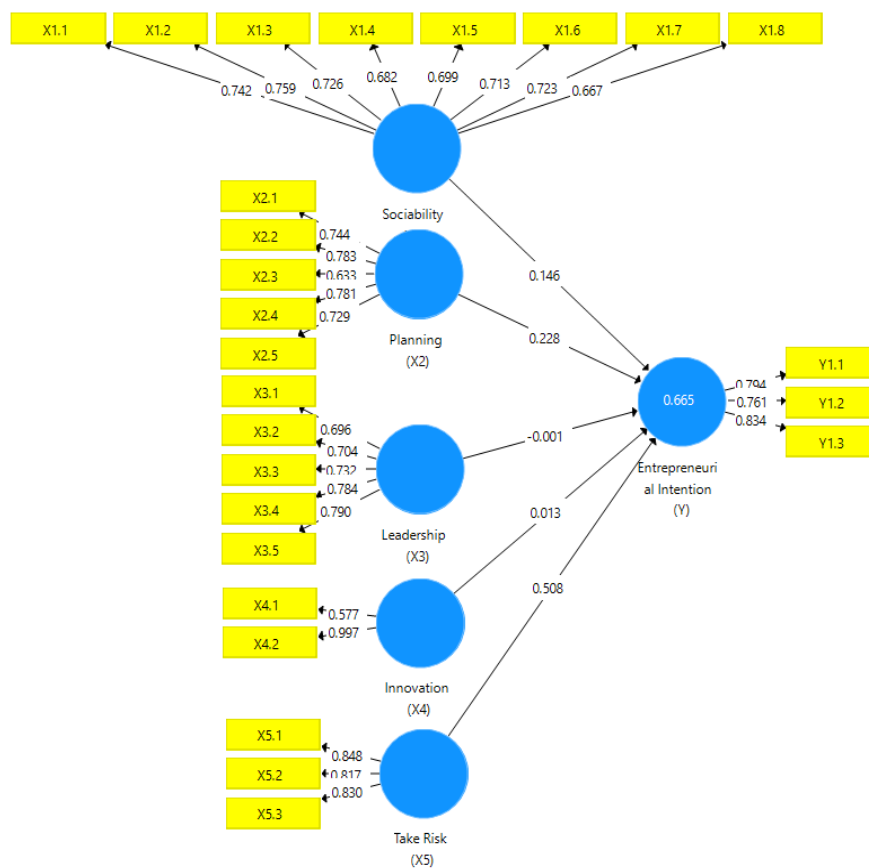 X1.1 X1.2 X1.3 X1.4 X1.5 X1.6 X1.7 X1.8
0.742 0.759 0.726 0.682 0.699 0.713 0.723 0.667
Sociability
X2.1
X2.2
X2.3
X2.4
X2.5
0.744
0.783
0.633
0.781
0.729
Planning
(X2)
X3.1
X3.2
X3.3
X3.4
X3.5
0.696
0.704
0.732
0.784
0.790
Leadership
(X3)
X4.1
X4.2
0.577
0.997
Innovation
(X4)
X5.1
X5.2
X5.3
0.848
0.817
0.830
Take Risk
(X5)
0.146
0.228
-0.001
0.013
0.508
0.665
Entrepreneuri
al Intention
(Y)
0.794
0.761
0.834
Y1.1
Y1.2
Y1.3